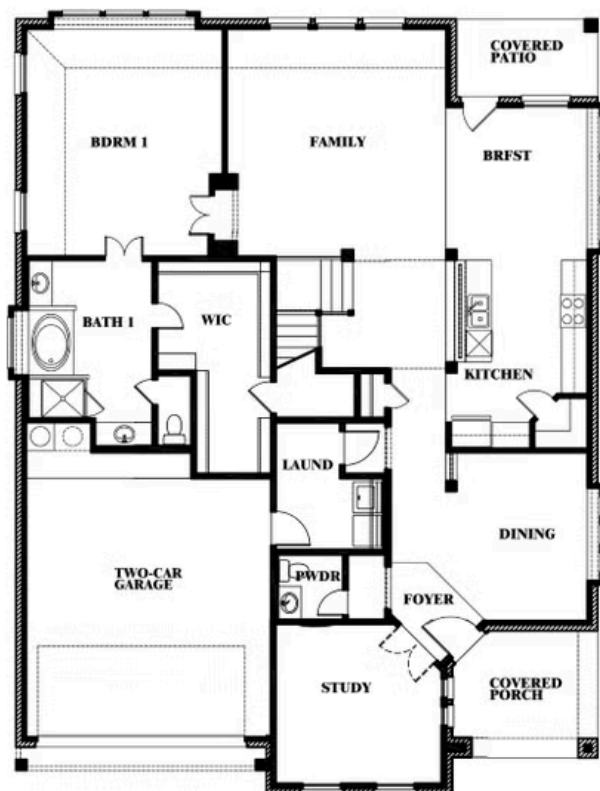 COVERED
PATIO
BDRM 1
FAMILY
BRFST
BATH 1
WIC
KITCHEN
LAUND
DINING
TWO-CAR
GARAGE
PWDR
FOYER
STUDY
COVERED
PORCH